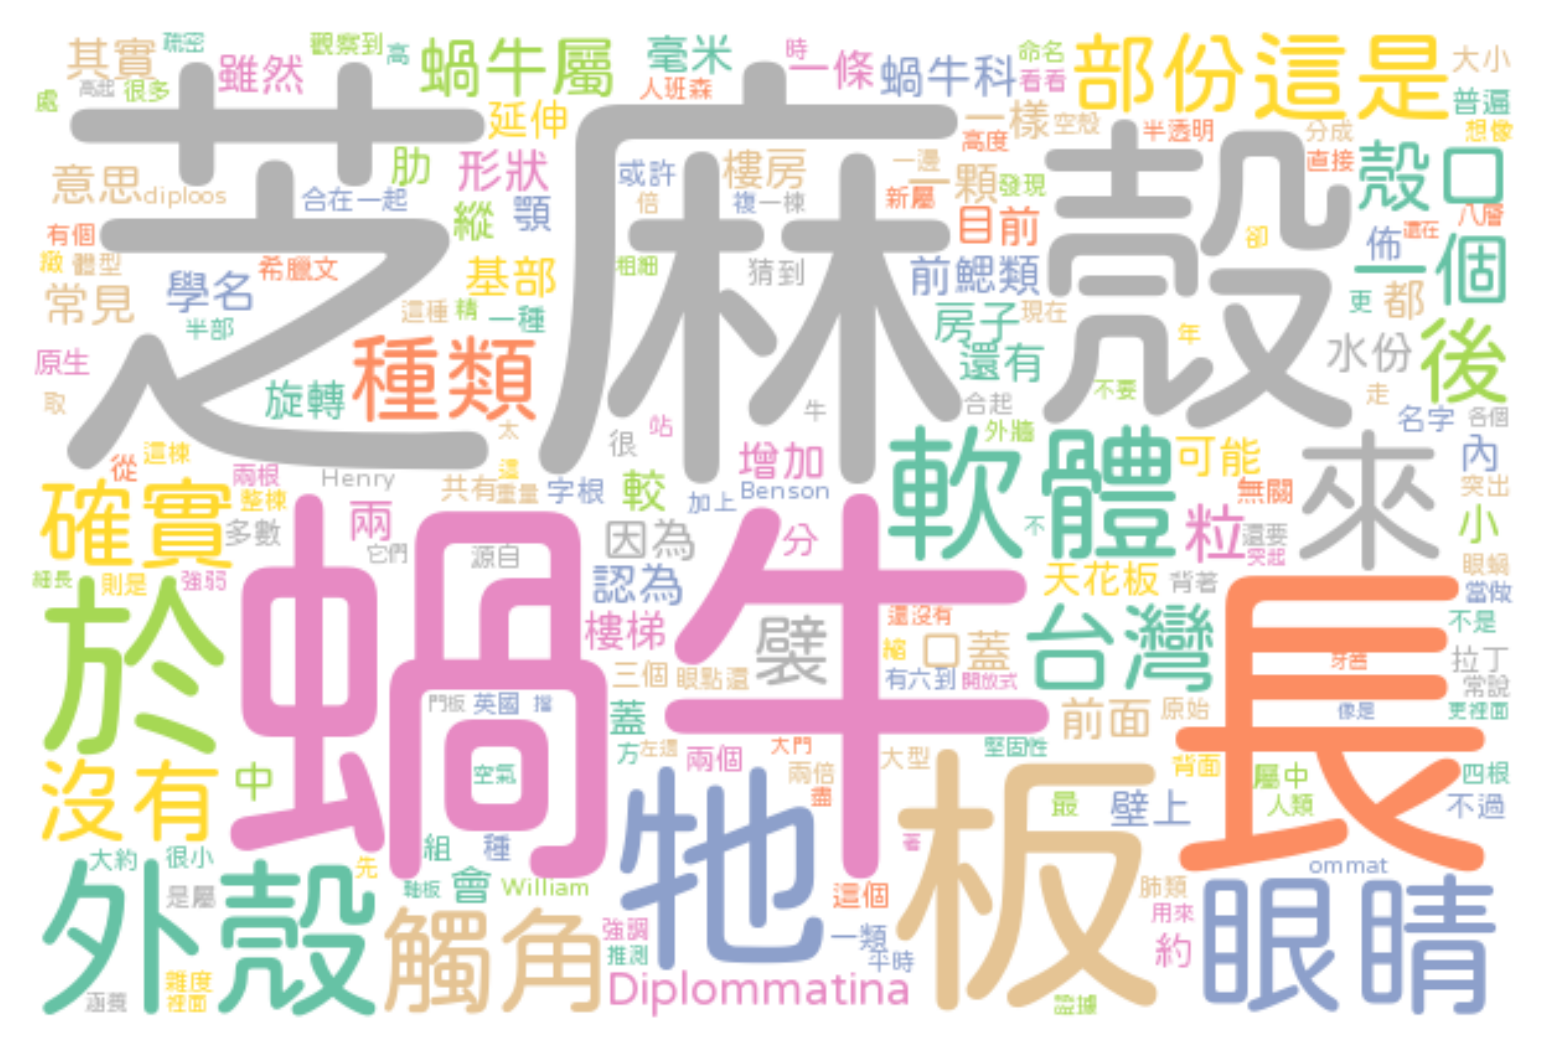 其實
疏密
雖然
觀察到
高
蝸牛屬
毫米
時
一條
蝸牛科
命名
看看
部份
這是
大小
處
高起
很多
人班森
普遍
芝麻
殼
延伸
一樣
空殼
半透明
分成
想像
高度
直接
殼口
意思
diploos
肋
形狀
或許
樓房
一邊
一顆
發現
新屬
八層
合在一起
縱
顎
倍
複
一棟
目前
卻
佈
還在
一個
有個
緻
體型
希臘文
基部
粗細
猜到
前鰓類
常見
學名
半部
這種
精
一種
房子
現在
更
都
原生
旋轉
種類
還有
年
水份
後
取
合起
不要
走
名字
各個
太
站
牛
很
外牆
從
這棟
兩根
Henry
還
增加
軟體
可能
來
內
確實
整棟
共有
重量
字根
較
加上
Benson
無關
突出
多數
兩
它們
源自
因為
分
不
粒
還要
突起
小
細長
則是
強弱
認為
天花板
背著
眼蝸
當做
於
蝸牛
樓梯
劈
還沒有
台灣
長
不是
縮
口蓋
牙齒
拉丁
三個
眼點
還
有六到
開放式
常說
門板
英國
擋
蓋
前面
原始
像是
更裡面
方
左邊
大門
堅固性
沒有
中
空氣
兩個
兩倍
大型
背面
屬中
四根
盡
牠
板
最
壁上
人類
不過
大約
很小
組
種
著
ommat
外殼
先
是屬
軸板
會
William
這個
肺類
眼睛
觸角
強調
一類
用來
推測
平時
約
難度
涵養
裡面
Diplommatina
證據